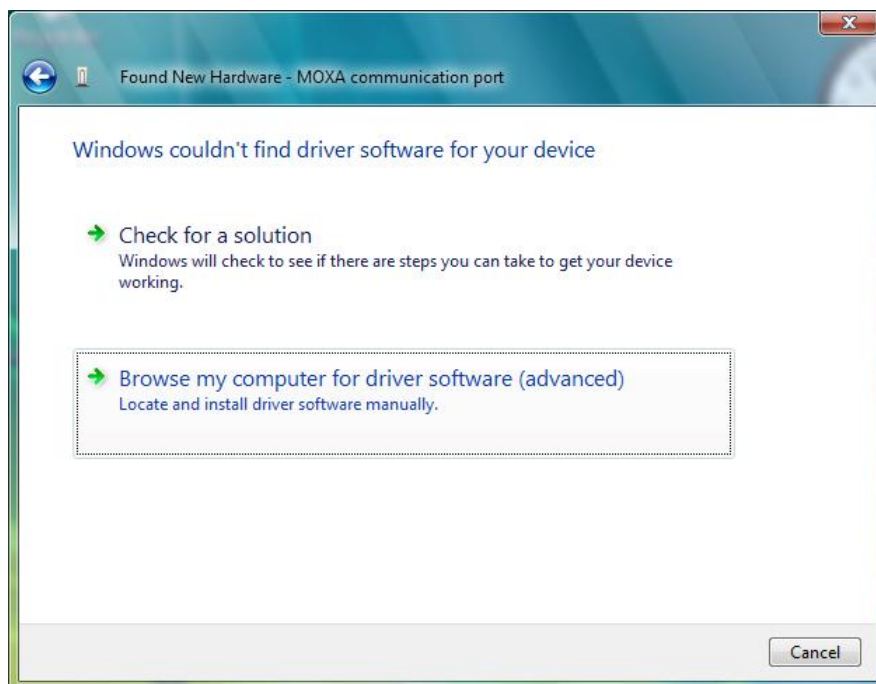 Found New Hardware - MOXA communication port
Windows couldn't find driver software for your device
Check for a solution
Windows will check to see if there are steps you can take to get your device
working.
Browse my computer for driver software (advanced)
Locate and install driver software manually.
Cancel